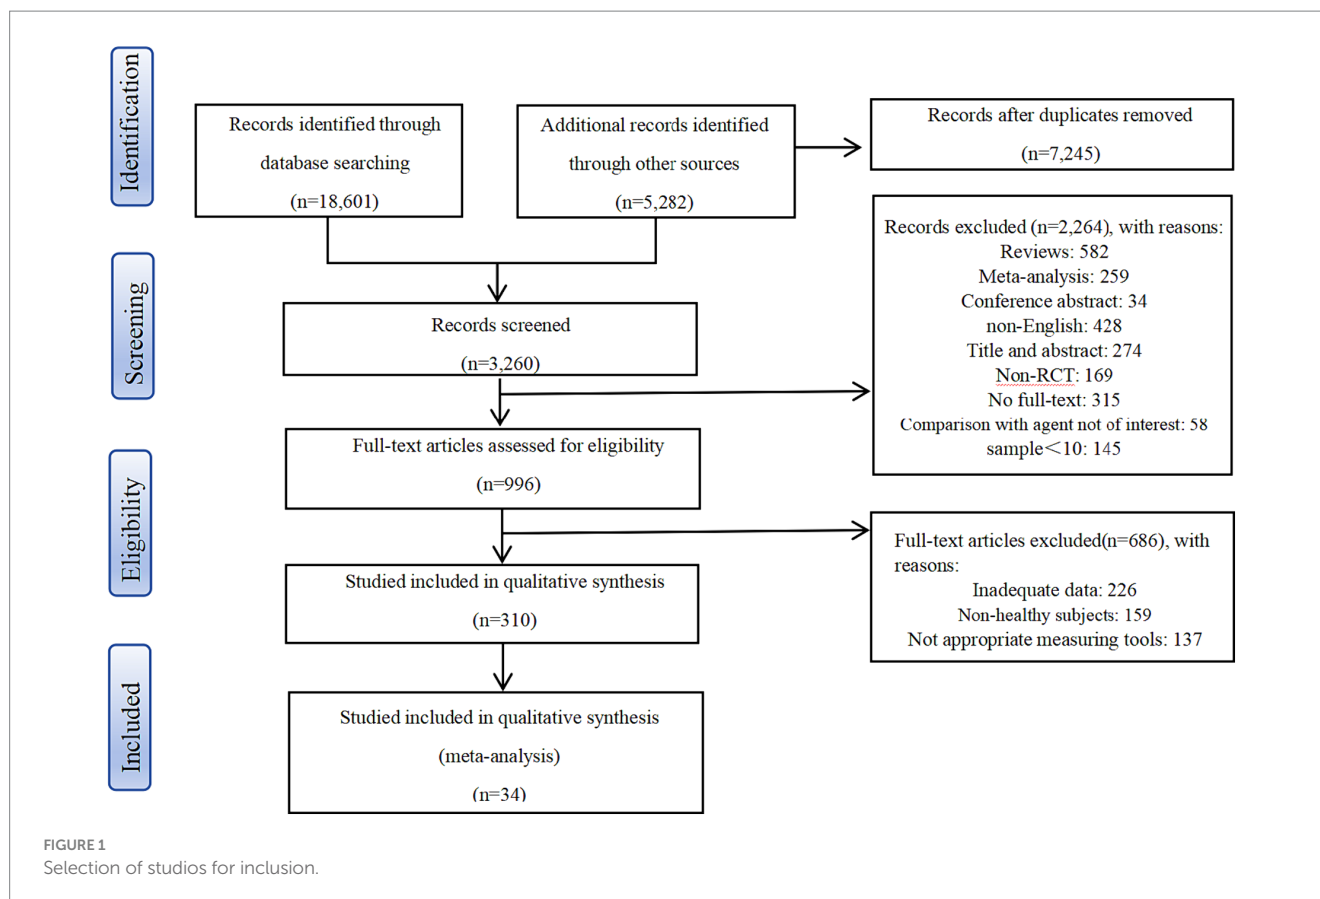 Identification
Records identified through
database searching
(n=18,601)
Additional records identified
through other sources
(n=5,282)
Records after duplicates removed
(n=7,245)
Screening
Records screened
(n=3,260)
Records excluded (n=2,264), with reasons:
Reviews: 582
Meta-analysis: 259
Conference abstract: 34
non-English: 428
Title and abstract: 274
Non-RCT: 169
No full-text: 315
Comparison with agent not of interest: 58
sample<10: 145
Eligibility
Full-text articles assessed for eligibility
(n=996)
Full-text articles excluded(n=686), with
reasons:
Inadequate data: 226
Non-healthy subjects: 159
Not appropriate measuring tools: 137
Studied included in qualitative synthesis
(n=310)
Included
Studied included in qualitative synthesis
(meta-analysis)
(n=34)
FIGURE 1
Selection of studios for inclusion.